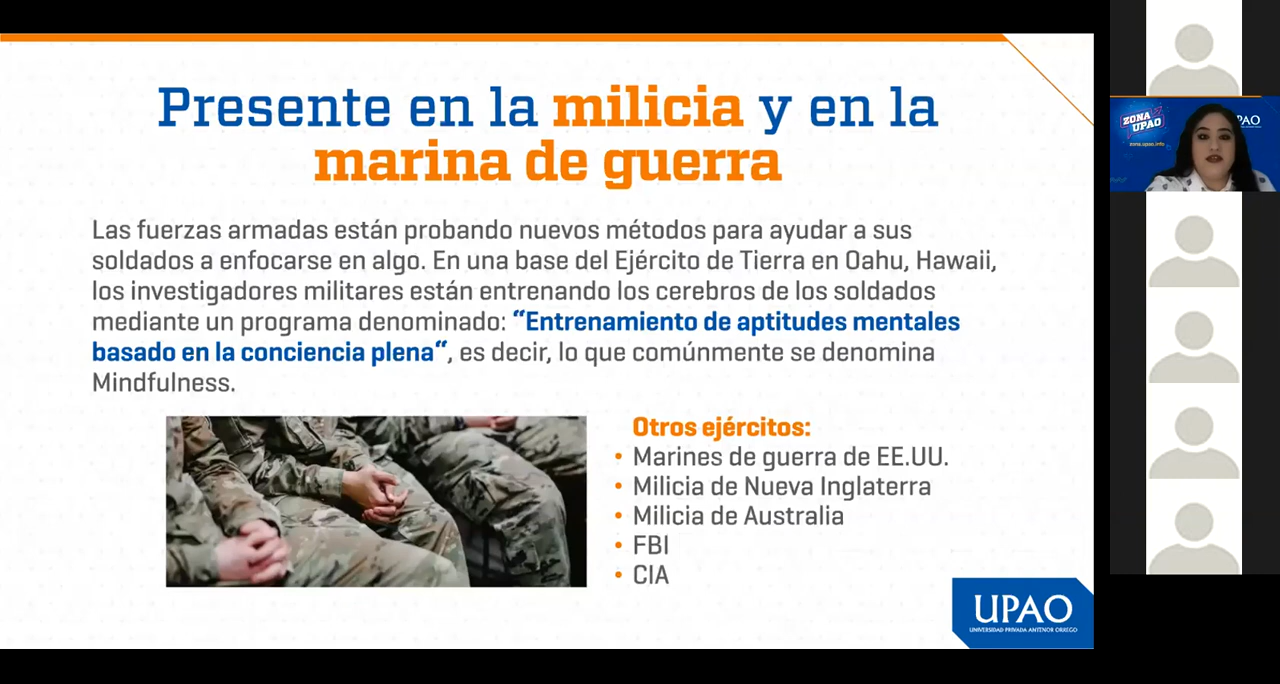 Presente en la milicia y en la
marina de guerra
Las fuerzas armadas están probando nuevos métodos para ayudar a sus
soldados a enfocarse en algo. En una base del Ejército de Tierra en Oahu, Hawaii,
los investigadores militares están entrenando los cerebros de los soldados
mediante un programa denominado: “Entrenamiento de aptitudes mentales
basado en la conciencia plena“, es decir, lo que comúnmente se denomina
Mindfulness.
Otros ejércitos:
• Marines de guerra de EE.UU.
• Milicia de Nueva Inglaterra
• Milicia de Australia
• FBI
• CIA
UPAO
UNIVERSIDAD PRIVADA ANTENOR ORREGO
ZONA
UPAO
zona.upao.info
PAO